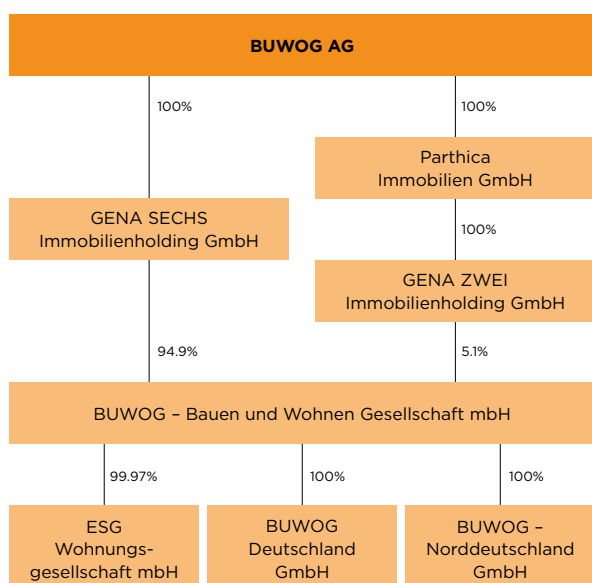 BUWOG AG
100%
100%
Parthica
Immobilien GmbH
GENA SECHS
Immobilienholding GmbH
100%
GENA ZWEI
Immobilienholding GmbH
94.9%
5.1%
BUWOG – Bauen und Wohnen Gesellschaft mbH
99.97%
100%
100%
ESG
Wohnungs-
gesellschaft mbH
BUWOG
Deutschland
GmbH
BUWOG –
Norddeutschland
GmbH